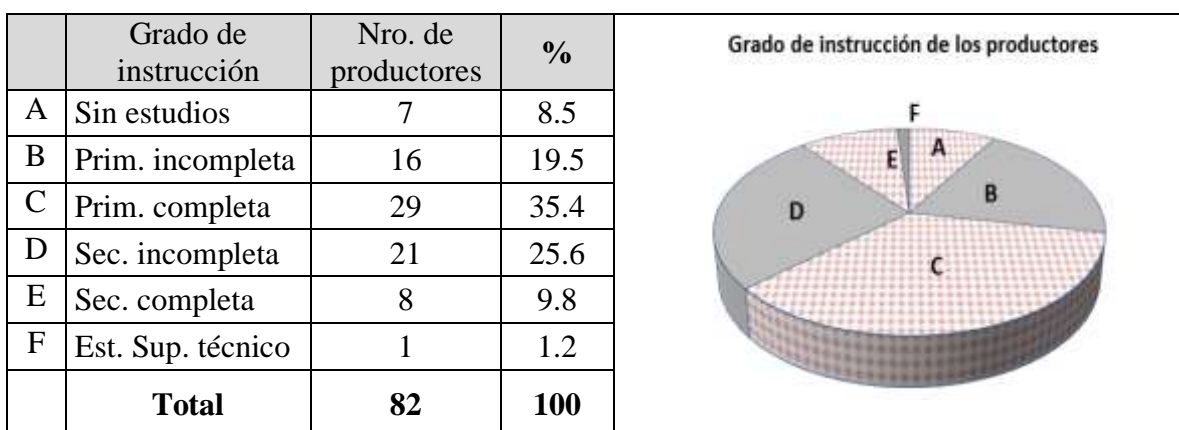 Grado de instrucción Nro. de productores %
A Sin estudios 7 8.5
B Prim. incompleta 16 19.5
C Prim. completa 29 35.4
D Sec. incompleta 21 25.6
E Sec. completa 8 9.8
F Est. Sup. técnico 1 1.2
Total 82 100
Grado de instrucción de los productores
F
A
E
B
D
C